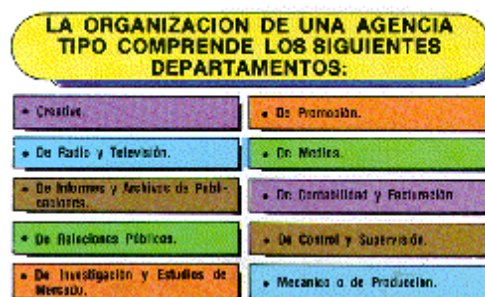 LA ORGANIZACION DE UNA AGENCIA
TIPO COMPRENDE LOS SIGUIENTES
DEPARTAMENTOS:
• Creativo.
• De Radio y Televisión.
• De Informes y Archivos de Publi-
caciones.
• De Relaciones Públicas.
• De Investigación y Estudios de
Mercado.
• De Promoción.
• De Medios.
• De Contabilidad y Facturación
• De Control y Supervisión.
• Mecanico o de Produccion.